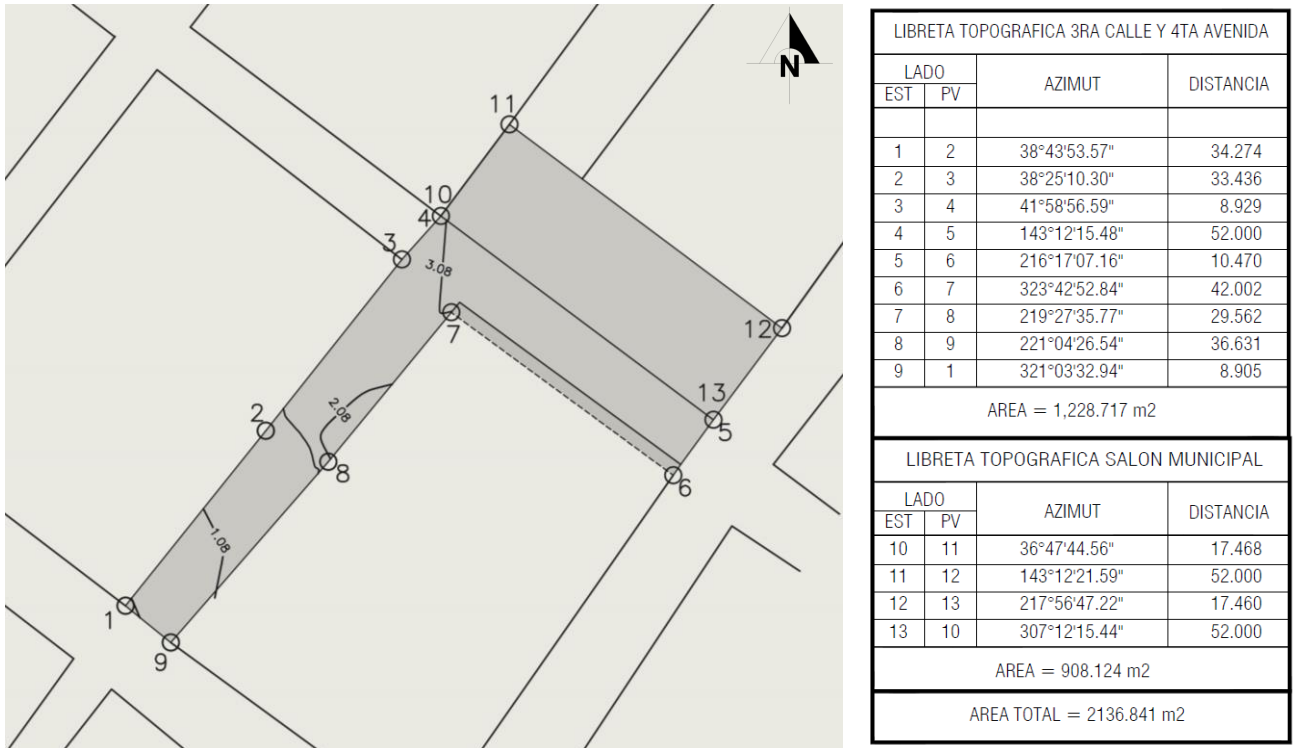 N
11
10
4
3
3.08
7
12
13
5
2
2.08
8
6
1.08
1
9
LIBRETA TOPOGRAFICA 3RA CALLE Y 4TA AVENIDA
LADO AZIMUT DISTANCIA
EST PV
1 2 38°43'53.57" 34.274
2 3 38°25'10.30" 33.436
3 4 41°58'56.59" 8.929
4 5 143°12'15.48" 52.000
5 6 216°17'07.16" 10.470
6 7 323°42'52.84" 42.002
7 8 219°27'35.77" 29.562
8 9 221°04'26.54" 36.631
9 1 321°03'32.94" 8.905
AREA = 1,228.717 m2
LIBRETA TOPOGRAFICA SALON MUNICIPAL
LADO AZIMUT DISTANCIA
EST PV
10 11 36°47'44.56" 17.468
11 12 143°12'21.59" 52.000
12 13 217°56'47.22" 17.460
13 10 307°12'15.44" 52.000
AREA = 908.124 m2
AREA TOTAL = 2136.841 m2